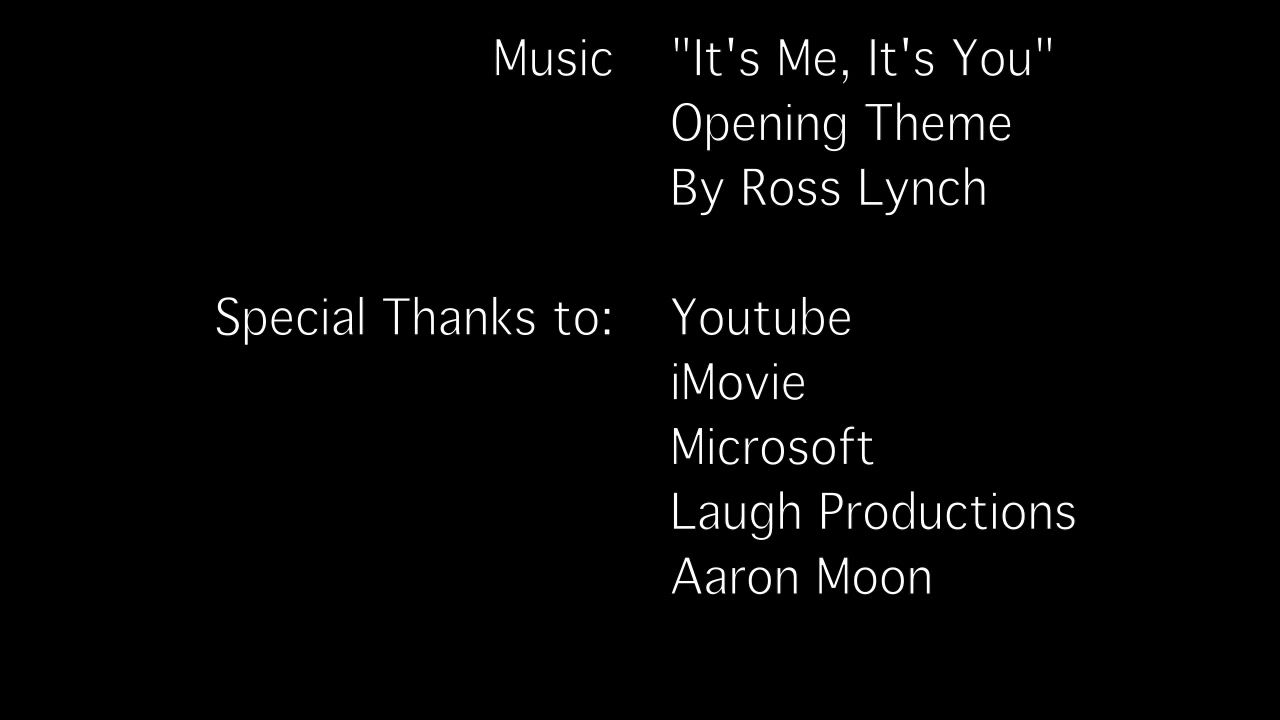 Music "It's Me, It's You"
Opening Theme
By Ross Lynch
Special Thanks to: Youtube
iMovie
Microsoft
Laugh Productions
Aaron Moon